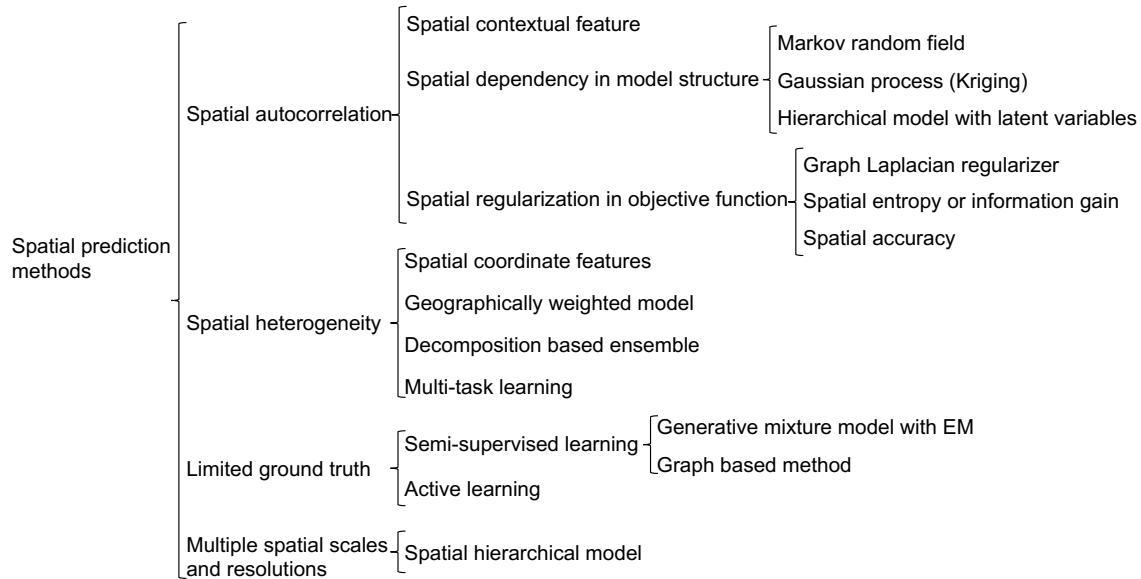 Spatial prediction
methods
Spatial autocorrelation
Spatial contextual feature
Spatial dependency in model structure
Markov random field
Gaussian process (Kriging)
Hierarchical model with latent variables
Spatial regularization in objective function
Graph Laplacian regularizer
Spatial entropy or information gain
Spatial accuracy
Spatial heterogeneity
Spatial coordinate features
Geographically weighted model
Decomposition based ensemble
Multi-task learning
Limited ground truth
Semi-supervised learning
Generative mixture model with EM
Graph based method
Active learning
Multiple spatial scales
and resolutions
Spatial hierarchical model